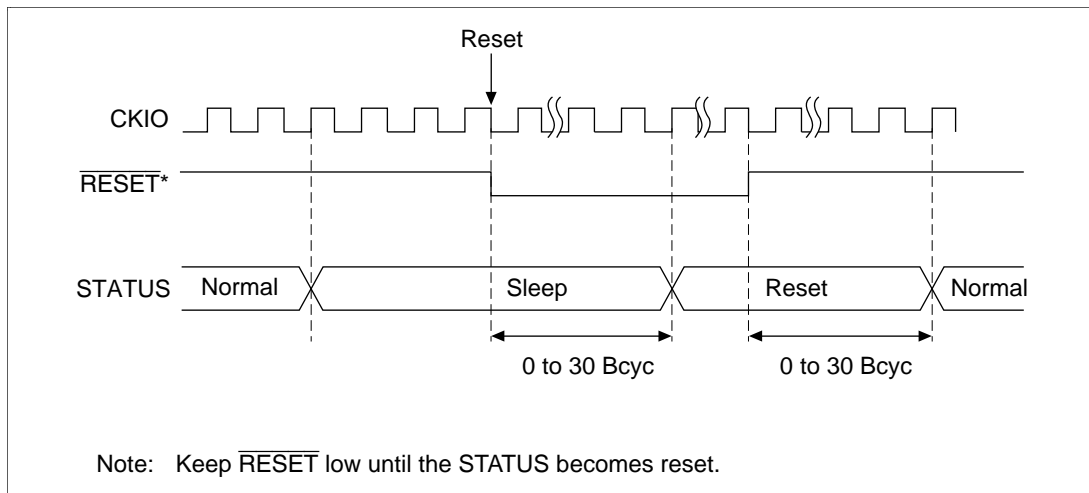 Reset
CKIO
RESET*
STATUS Normal Sleep Reset Normal
0 to 30 Bcyc 0 to 30 Bcyc
Note: Keep RESET low until the STATUS becomes reset.